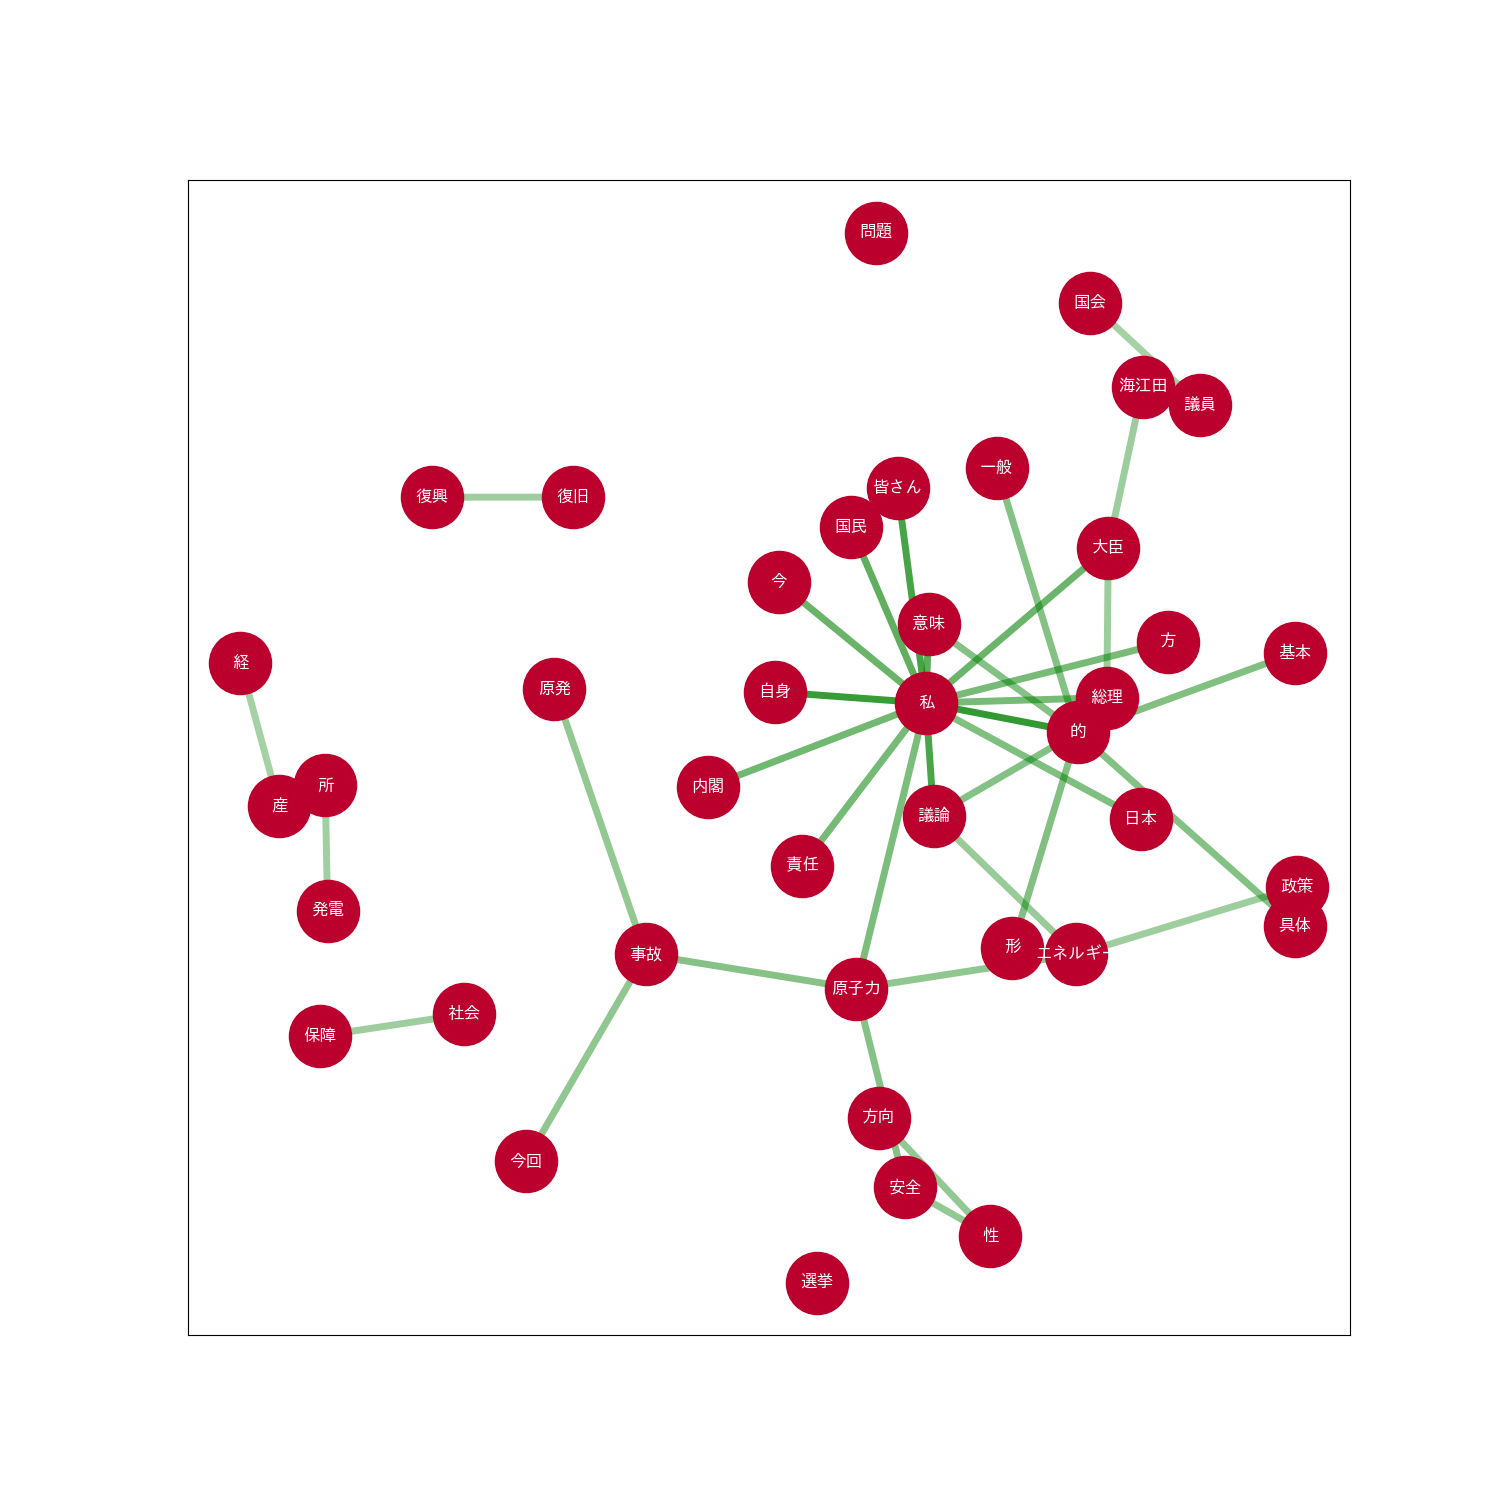 問題
国会
海江田
議員
一般
皆さん
復興
復旧
国民
大臣
今
意味
方
基本
経
原発
自身
私
総理
的
所
産
内閣
議論
日本
責任
政策
発電
具体
形
事故
エネルギー
原子力
社会
保障
方向
今回
安全
性
選挙